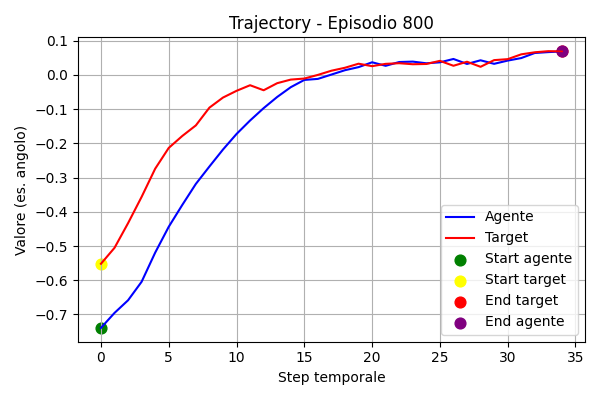 Trajectory - Episodio 800
Valore (es. angolo)
0.1
0.0
−0.1
−0.2
−0.3
−0.4
−0.5
−0.6
−0.7
Agente
Target
Start agente
Start target
End target
End agente
0 5 10 15 20 25 30 35
Step temporale